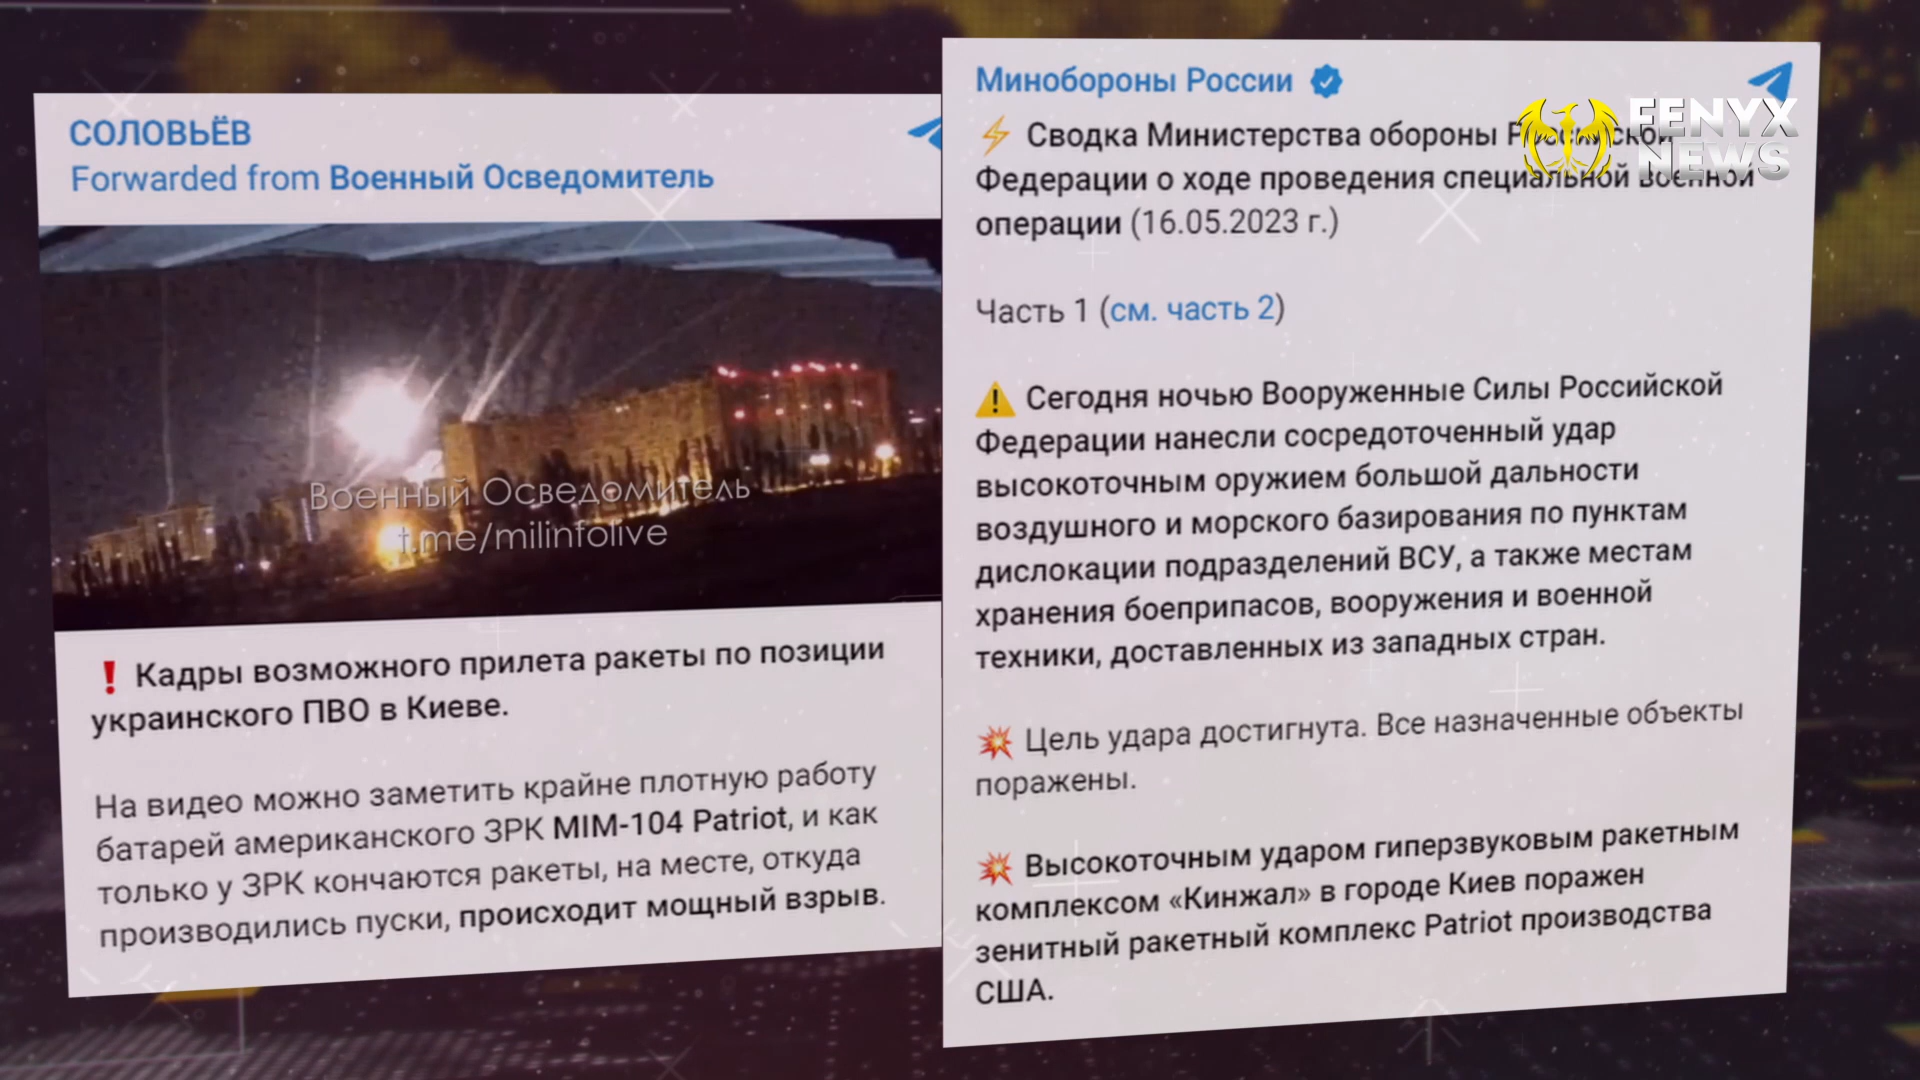 СОЛОВЬЁВ
Forwarded from Военный Осведомитель
Военный Осведомитель
t.me/milinfolive
Кадры возможного прилета ракеты по позиции
украинского ПВО в Киеве.
На видео можно заметить крайне плотную работу
батарей американского ЗРК MIM-104 Patriot, и как
только у ЗРК кончаются ракеты, на месте, откуда
производились пуски, происходит мощный взрыв.
Минобороны России
Сводка Министерства обороны Российской
Федерации о ходе проведения специальной военной
операции (16.05.2023 г.)
Часть 1 (см. часть 2)
Сегодня ночью Вооруженные Силы Российской
Федерации нанесли сосредоточенный удар
высокоточным оружием большой дальности
воздушного и морского базирования по пунктам
дислокации подразделений ВСУ, а также местам
хранения боеприпасов, вооружения и военной
техники, доставленных из западных стран.
Цель удара достигнута. Все назначенные объекты
поражены.
Высокоточным ударом гиперзвуковым ракетным
комплексом «Кинжал» в городе Киев поражен
зенитный ракетный комплекс Patriot производства
США.
FENYX
NEWS